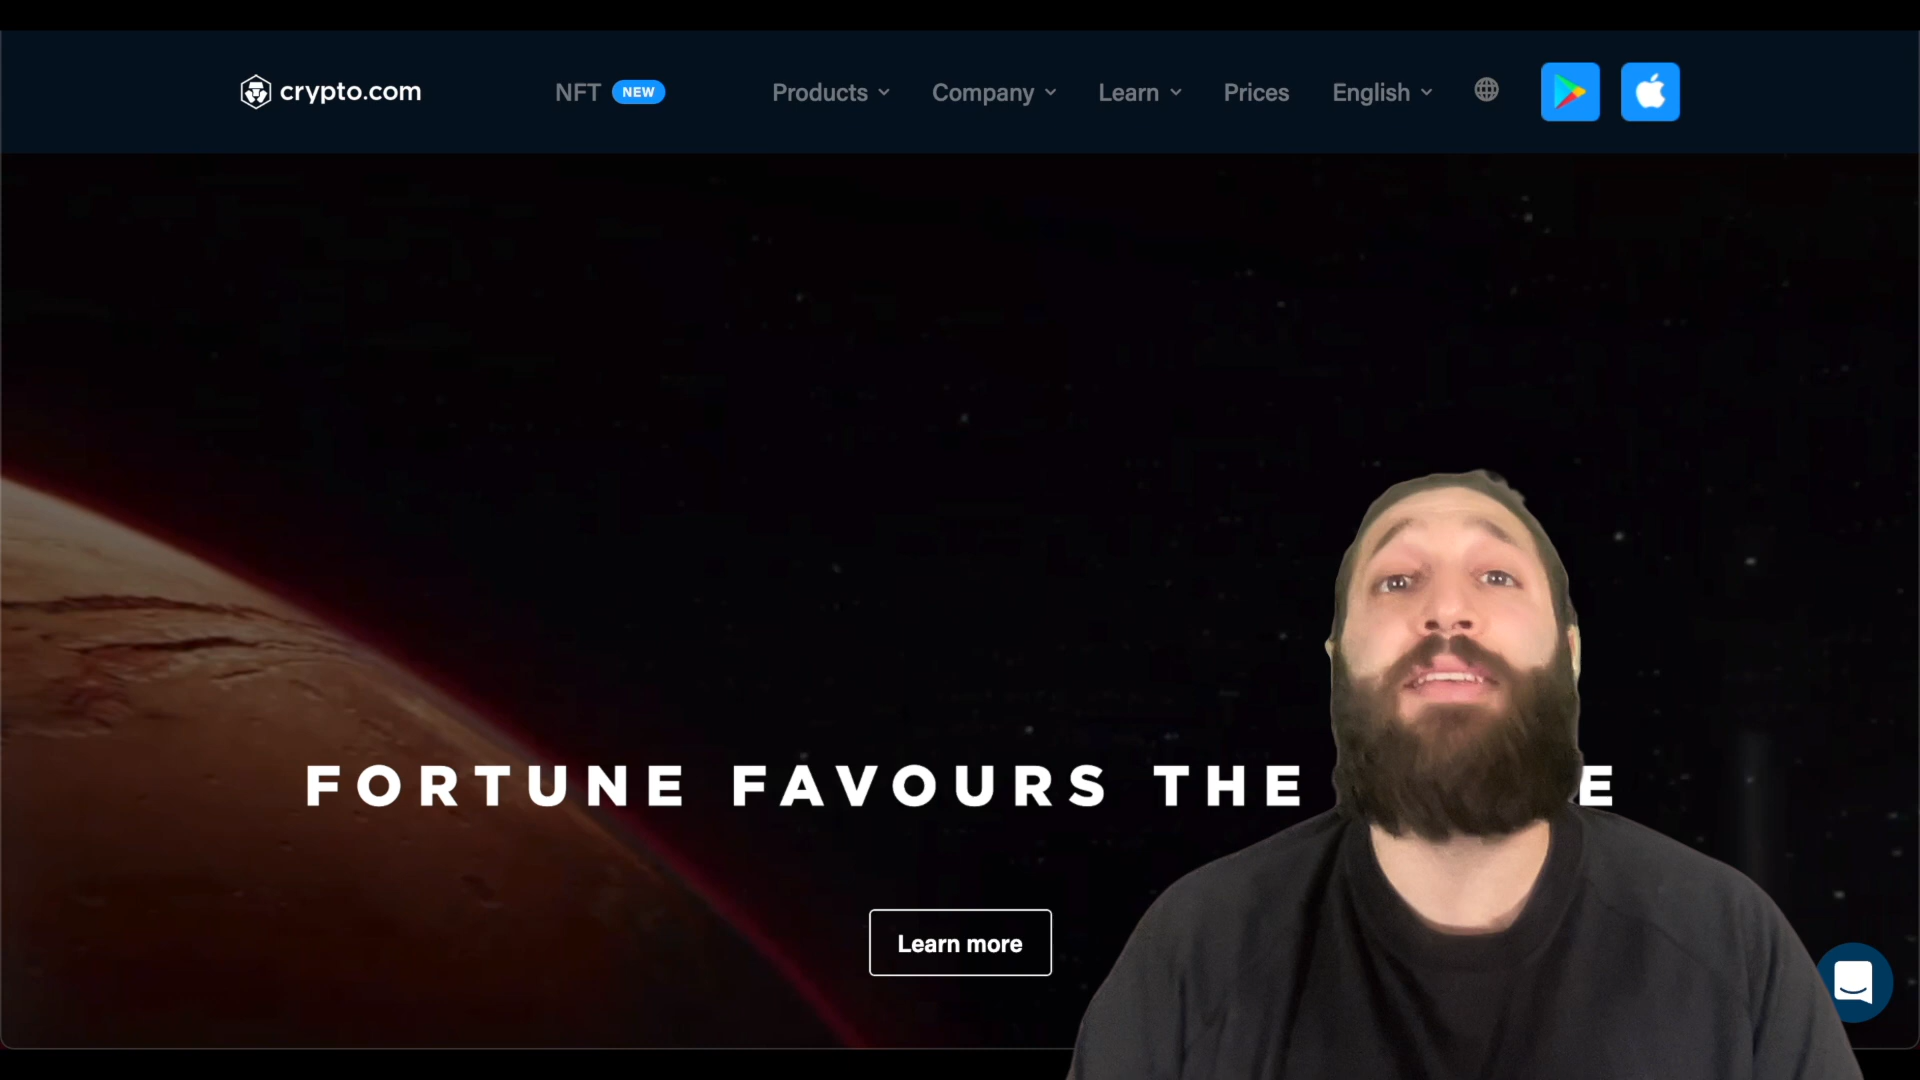 crypto.com
NFT NEW
Products
Company
Learn
Prices
English
FORTUNE FAVOURS THE
Learn more